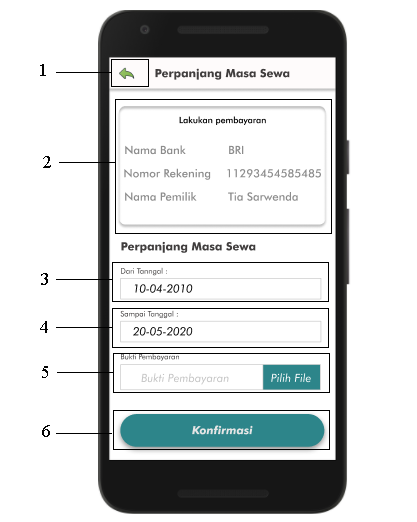 1
Perpanjang Masa Sewa
2
Lakukan pembayaran
Nama Bank BRI
Nomor Rekening 11293454585485
Nama Pemilik Tia Sarwenda
Perpanjang Masa Sewa
3
Dari Tanngal :
10-04-2010
4
Sampai Tanggal :
20-05-2020
5
Bukti Pembayaran
Bukti Pembayaran Pilih File
6
Konfirmasi